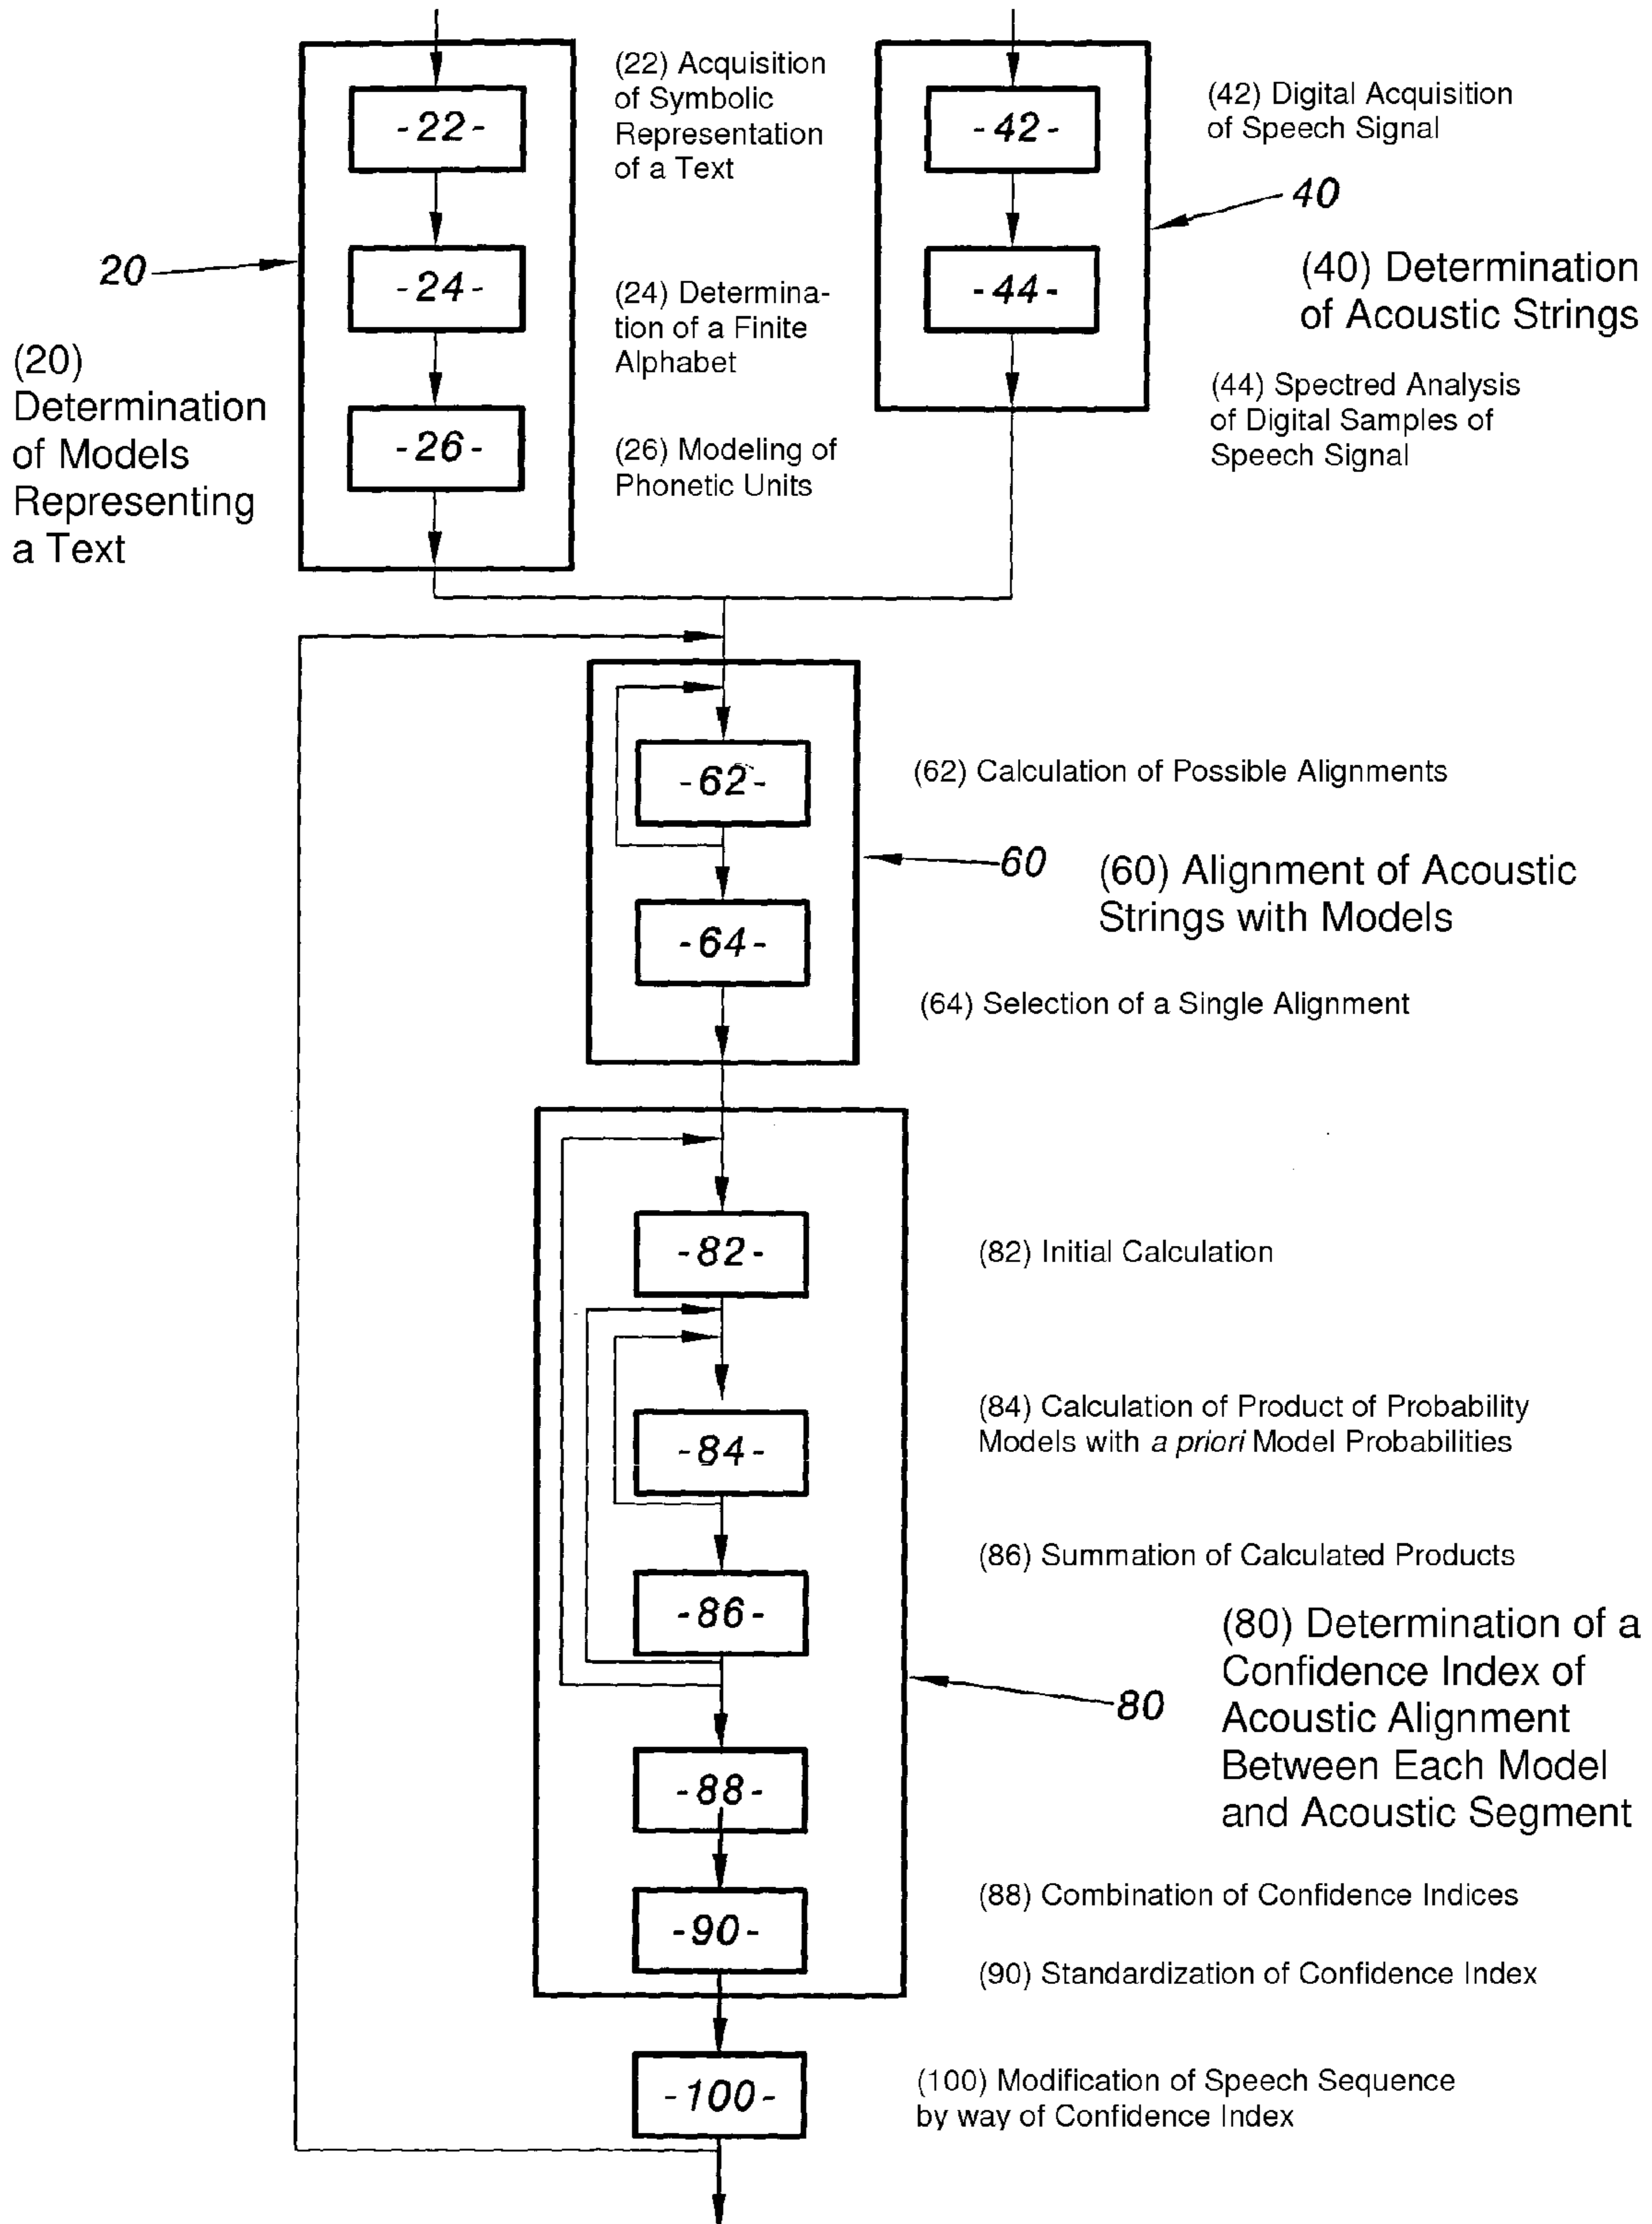 (22) Acquisition
of Symbolic
Representation
of a Text
-22-
-42-
(42) Digital Acquisition
of Speech Signal
40
20
-24-
(24) Determina-
tion of a Finite
Alphabet
-44-
(40) Determination
of Acoustic Strings
(20)
Determination
of Models
Representing
a Text
-26-
(26) Modeling of
Phonetic Units
(44) Spectred Analysis
of Digital Samples of
Speech Signal
-62-
(62) Calculation of Possible Alignments
60
(60) Alignment of Acoustic
Strings with Models
-64-
(64) Selection of a Single Alignment
-82-
(82) Initial Calculation
-84-
(84) Calculation of Product of Probability
Models with a priori Model Probabilities
(86) Summation of Calculated Products
-86-
80
(80) Determination of a
Confidence Index of
Acoustic Alignment
Between Each Model
and Acoustic Segment
-88-
(88) Combination of Confidence Indices
-90-
(90) Standardization of Confidence Index
-100-
(100) Modification of Speech Sequence
by way of Confidence Index